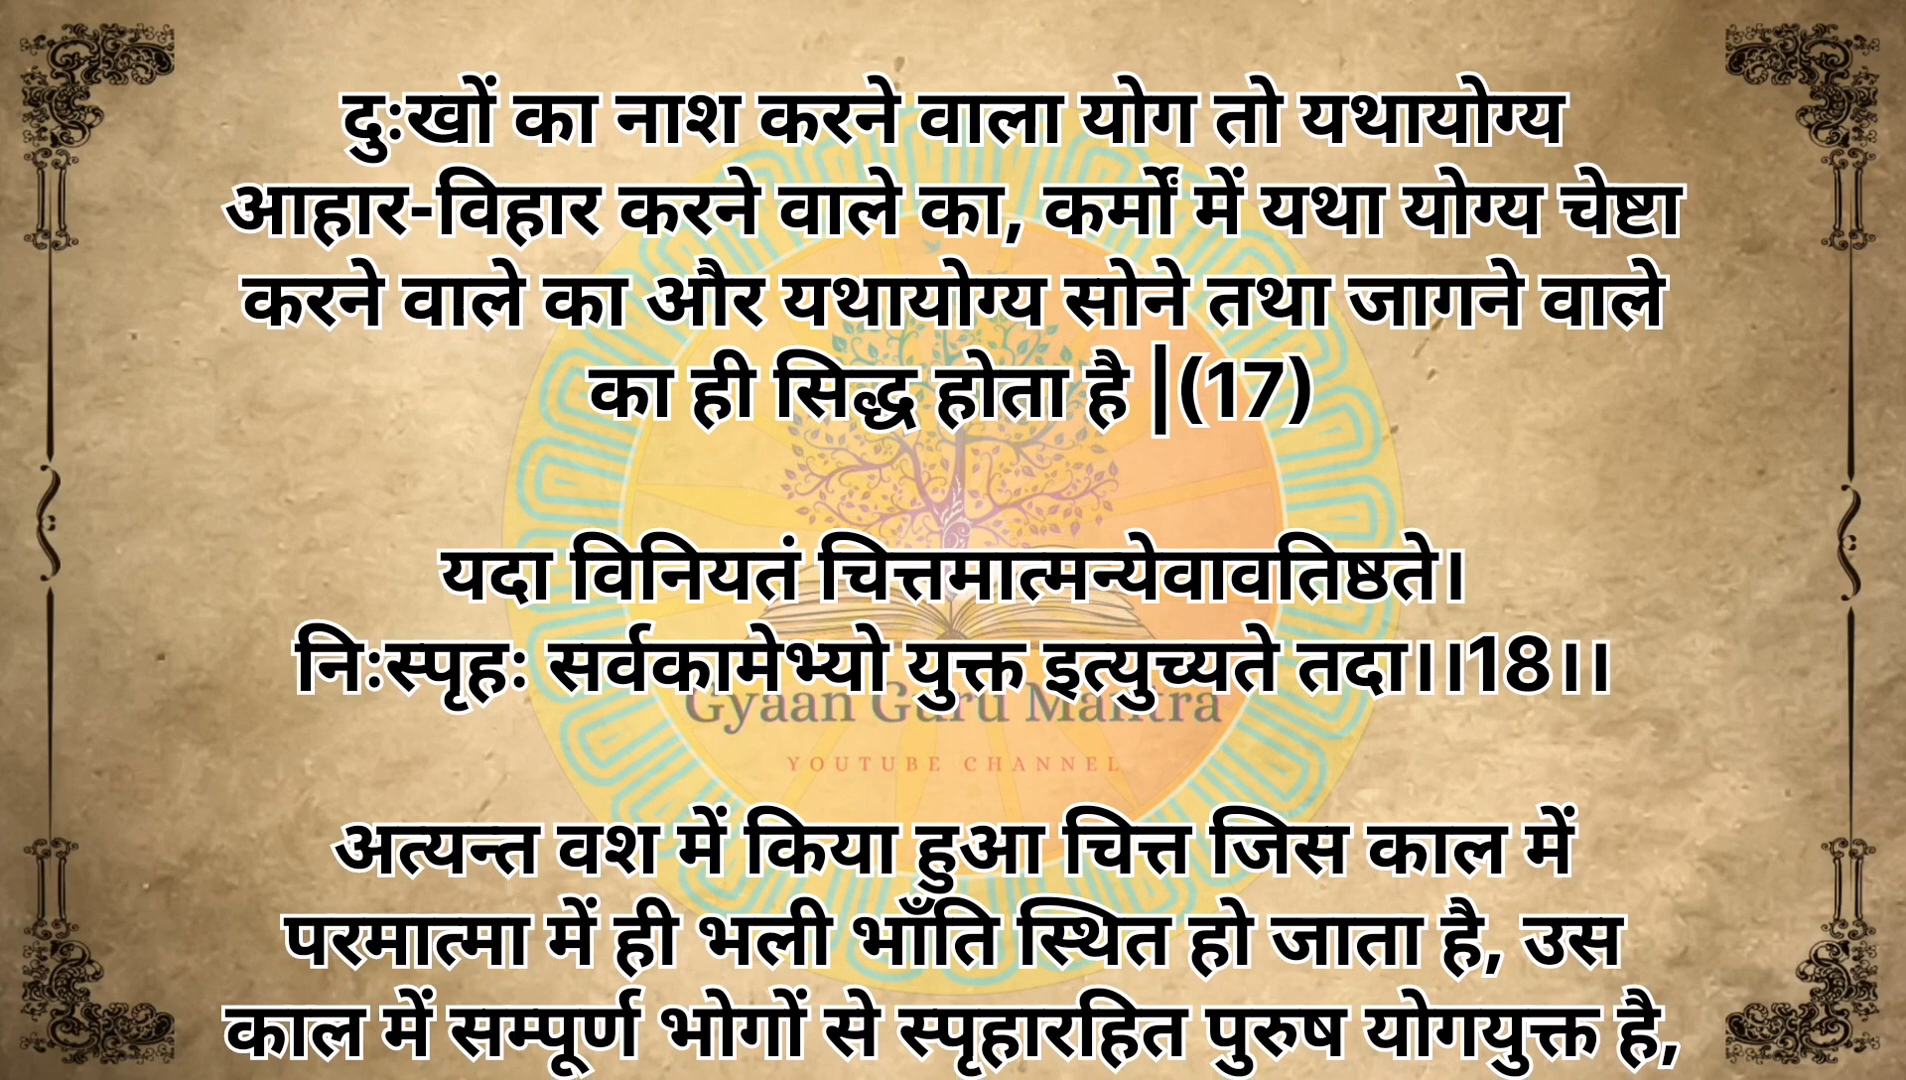 दुःखों का नाश करने वाला योग तो यथायोग्य
आहार-विहार करने वाले का, कर्मों में यथा योग्य चेष्टा
करने वाले का और यथायोग्य सोने तथा जागने वाले
का ही सिद्ध होता है |(17)
यदा विनियतं चित्तमात्मन्येवावतिष्ठते।
निःस्पृहः सर्वकामेभ्यो युक्त इत्युच्यते तदा।।18।।
Gyaan Guru Mantra
YOUTUBE CHANNEL
अत्यन्त वश में किया हुआ चित्त जिस काल में
परमात्मा में ही भली भाँति स्थित हो जाता है, उस
काल में सम्पूर्ण भोगों से स्पृहारहित पुरुष योगयुक्त है,